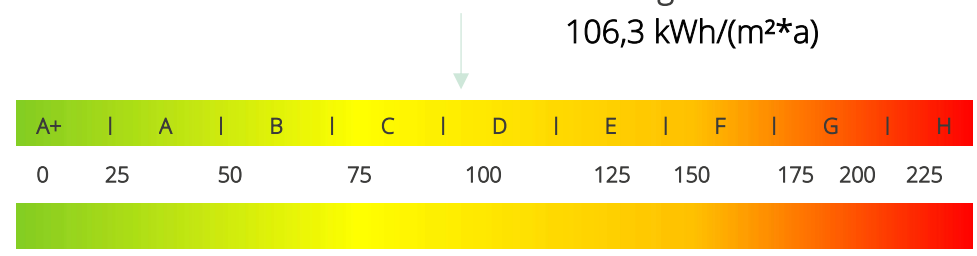 106,3 kWh/(m²*a)
A+ | A | B | C | D | E | F | G | H
0 25 50 75 100 125 150 175 200 225